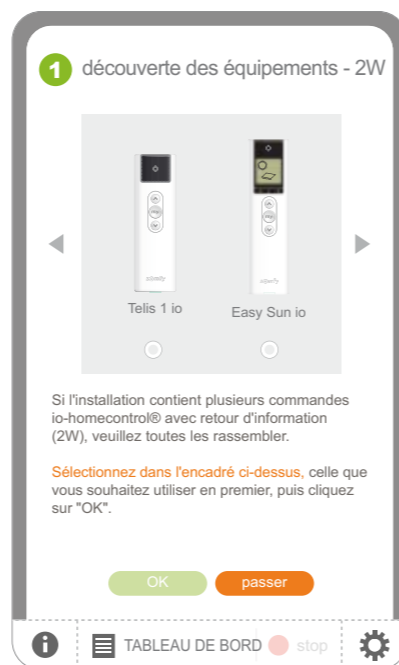 1 découverte des équipements - 2W
somfy somfy
Telis 1 io Easy Sun io
Si l'installation contient plusieurs commandes
io-homecontrol® avec retour d'information
(2W), veuillez toutes les rassembler.
Sélectionnez dans l'encadré ci-dessus, celle que
vous souhaitez utiliser en premier, puis cliquez
sur "OK".
OK passer
i TABLEAU DE BORD stop